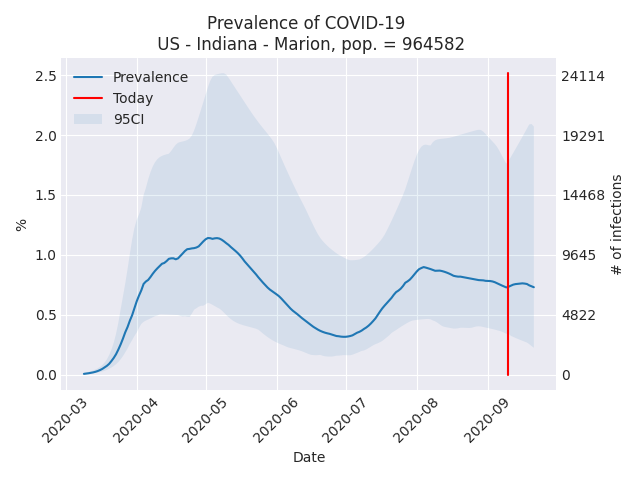 Prevalence of COVID-19
US - Indiana - Marion, pop. = 964582
Prevalence
Today
95CI
2.5
2.0
1.5
1.0
0.5
0.0
%
24114
19291
14468
9645
4822
0
# of infections
2020-03
2020-04
2020-05
2020-06
2020-07
2020-08
2020-09
Date